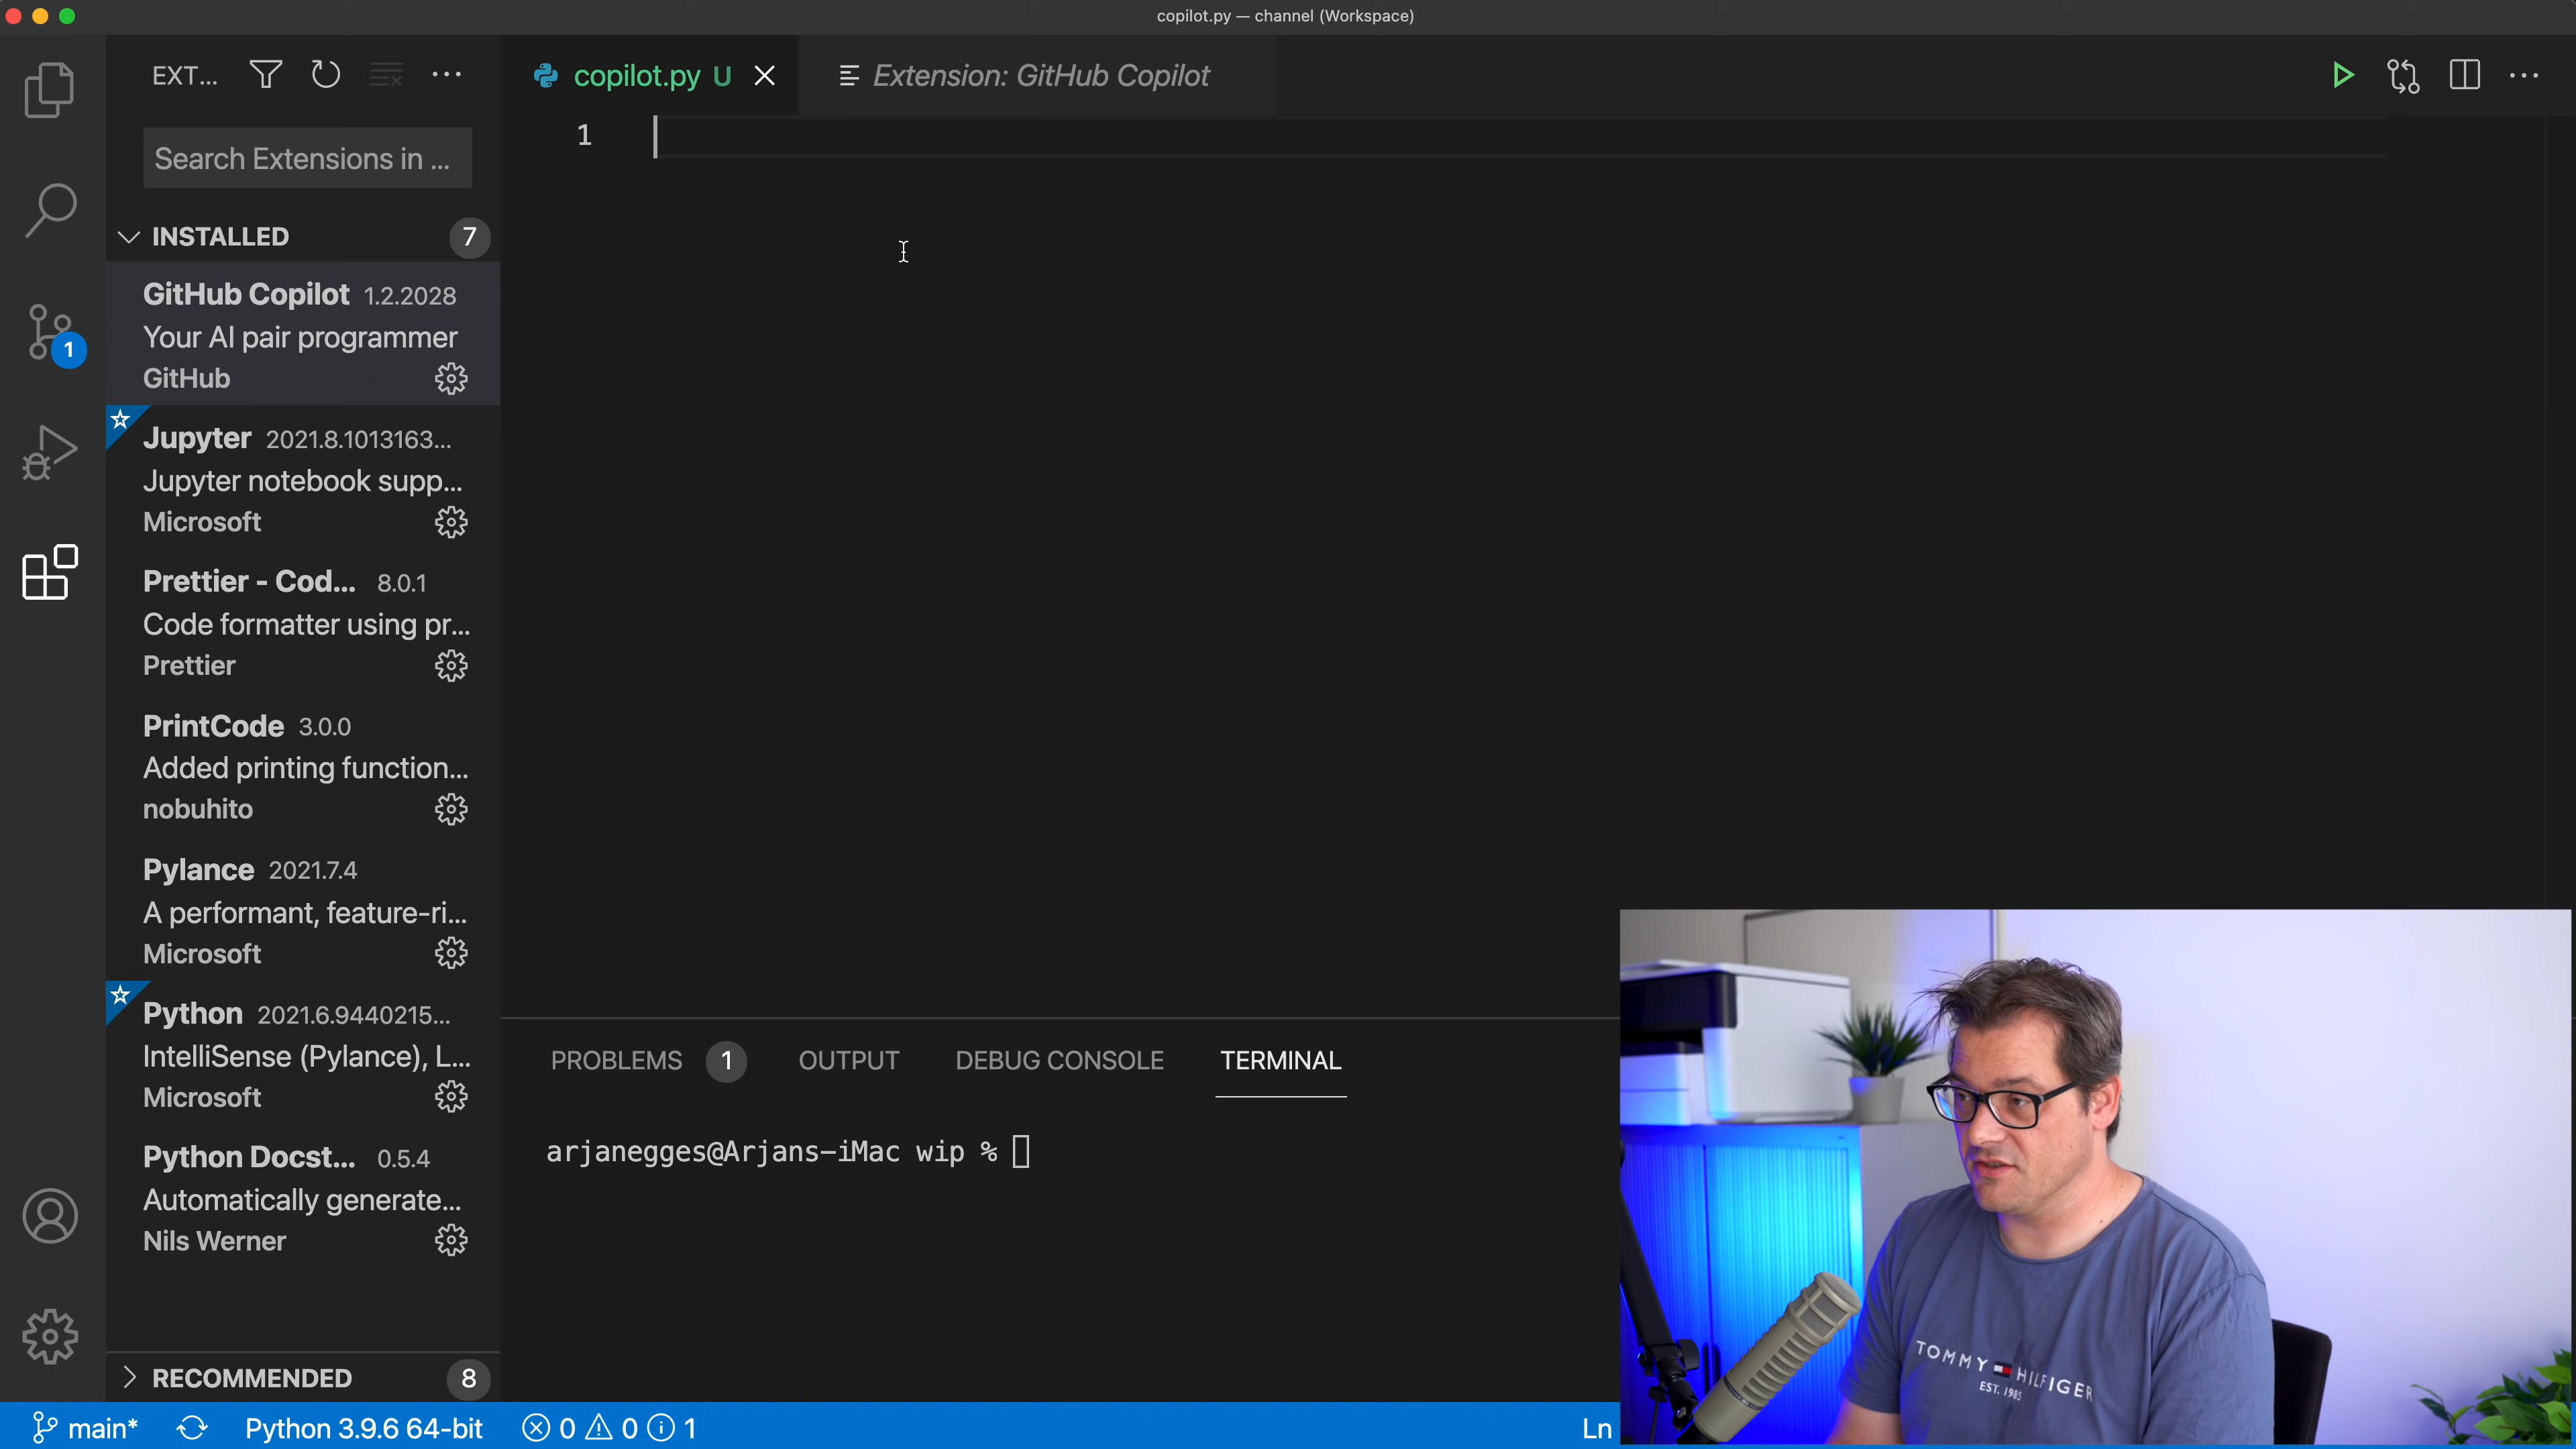 copilot.py — channel (Workspace)
EXT...
copilot.py U
Extension: GitHub Copilot
Search Extensions in ...
1
INSTALLED 7
GitHub Copilot 1.2.2028
Your AI pair programmer
GitHub
1
Jupyter 2021.8.1013163...
Jupyter notebook supp...
Microsoft
Prettier - Cod... 8.0.1
Code formatter using pr...
Prettier
PrintCode 3.0.0
Added printing function...
nobuhito
Pylance 2021.7.4
A performant, feature-ri...
Microsoft
Python 2021.6.9440215...
IntelliSense (Pylance), L...
Microsoft
Python Docst... 0.5.4
Automatically generate...
Nils Werner
RECOMMENDED 8
PROBLEMS 1 OUTPUT DEBUG CONSOLE TERMINAL
arjanegges@Arjans-iMac wip %
TOMMY HILFIGER
EST. 1985
main* Python 3.9.6 64-bit 0 0 1 Ln